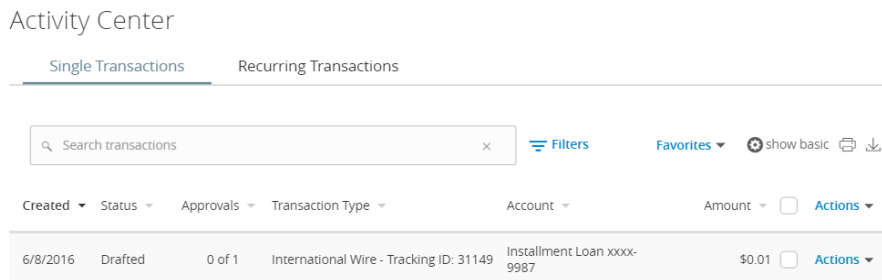 Activity Center
Single Transactions Recurring Transactions
Search transactions × Filters Favorites show basic
Created Status Approvals Transaction Type Account Amount Actions
6/8/2016 Drafted 0 of 1 International Wire - Tracking ID: 31149 Installment Loan xxxx- $0.01 Actions
9987